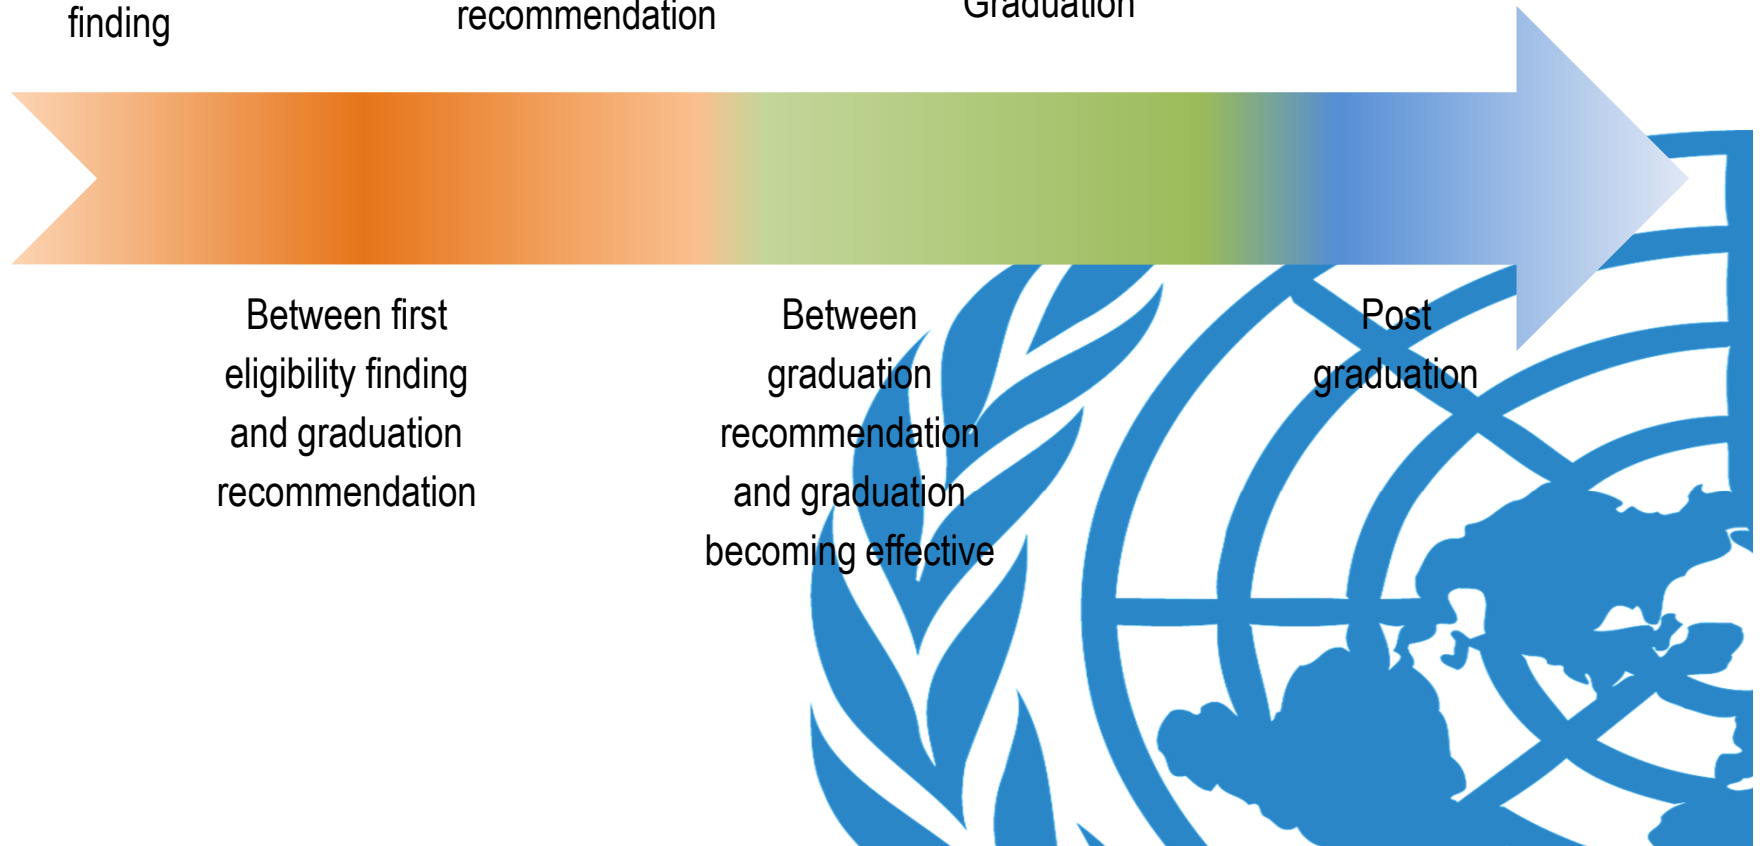 finding
recommendation
Graduation
Between first
eligibility finding
and graduation
recommendation
Between
graduation
recommendation
and graduation
becoming effective
Post
graduation